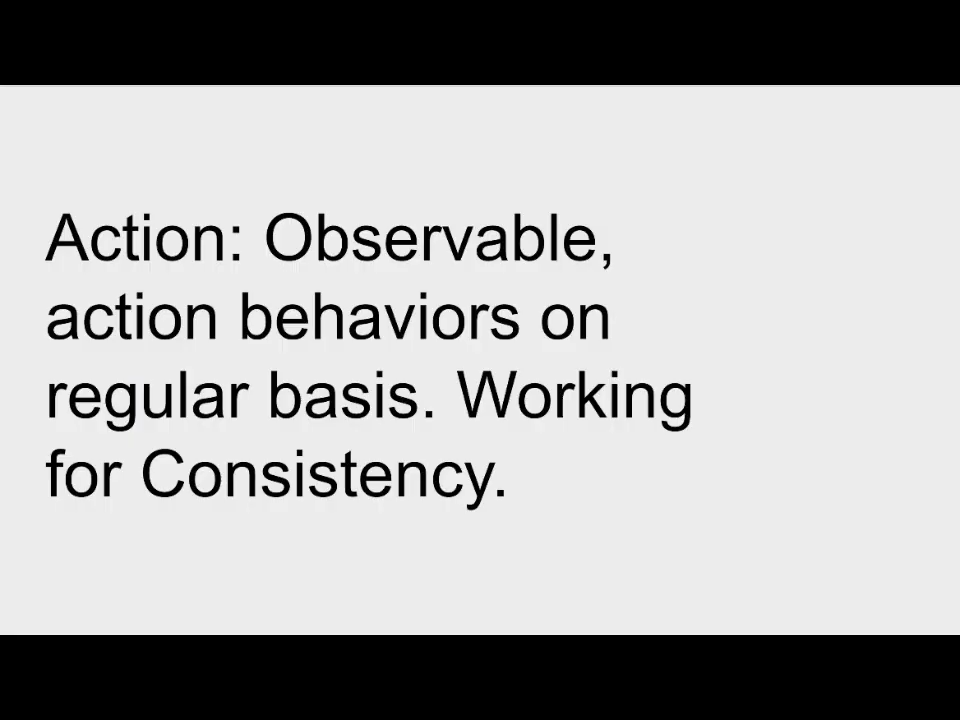 Action: Observable,
action behaviors on
regular basis. Working
for Consistency.